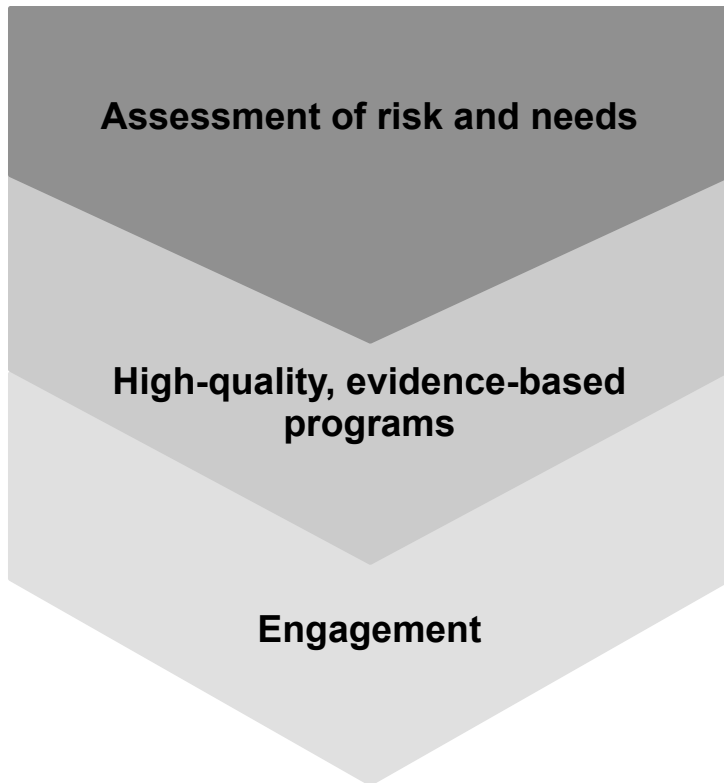 Assessment of risk and needs
High-quality, evidence-based
programs
Engagement